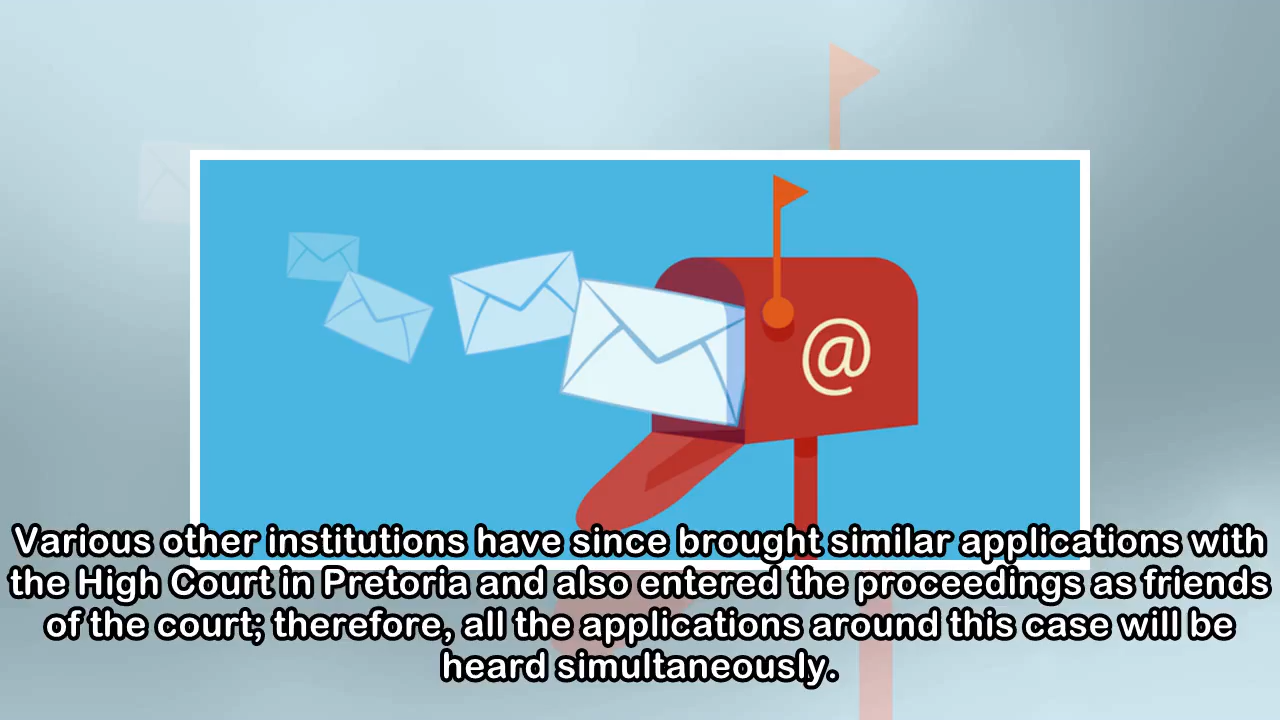 @
Various other institutions have since brought similar applications with
the High Court in Pretoria and also entered the proceedings as friends
of the court; therefore, all the applications around this case will be
heard simultaneously.